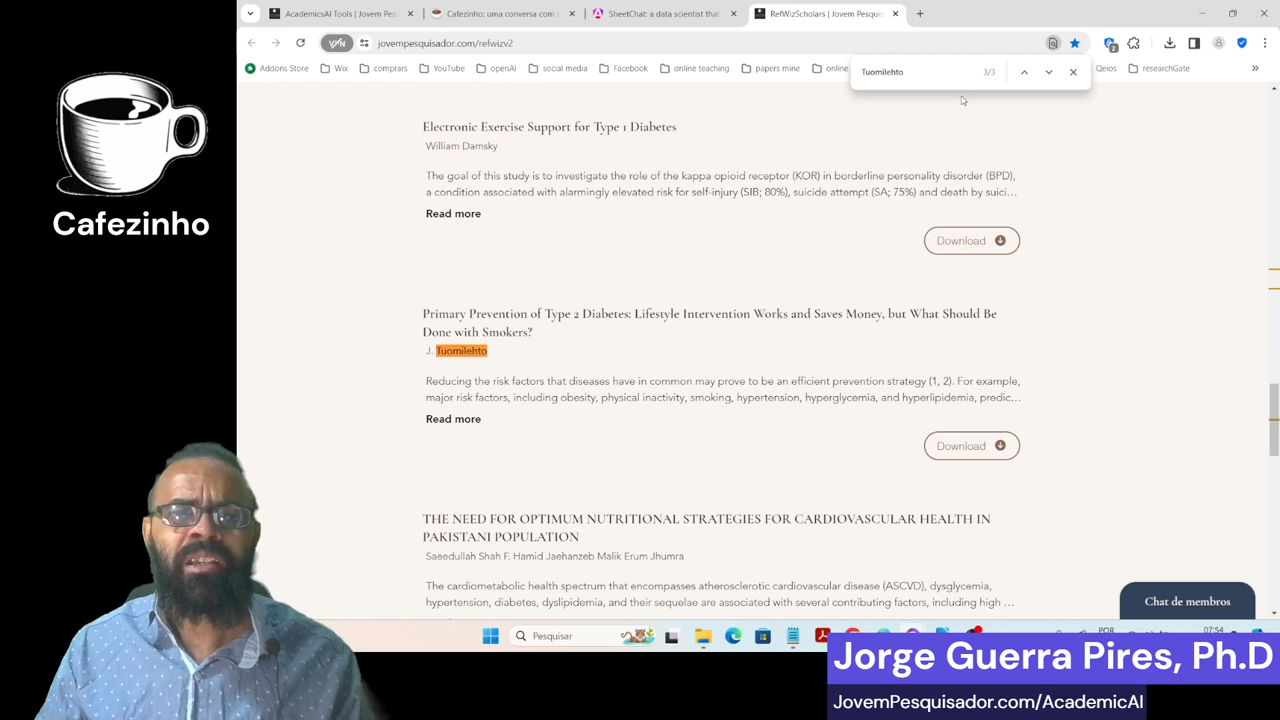 AcademicsAI Tools | Jovem Pes
Cafezinho: uma conversa com
SheetChat: a data scientist that
RefWizScholars | Jovem Pesqui
VPN
jovempesquisador.com/refwizv2
2
Addons Store
Wix
comprars
YouTube
openAI
social media
Facebook
online teaching
papers mine
online
Qeios
researchGate
Tuomilehto
3/3
Cafezinho
Electronic Exercise Support for Type 1 Diabetes
William Damsky
The goal of this study is to investigate the role of the kappa opioid receptor (KOR) in borderline personality disorder (BPD),
a condition associated with alarmingly elevated risk for self-injury (SIB; 80%), suicide attempt (SA; 75%) and death by suici...
Read more
Download
Primary Prevention of Type 2 Diabetes: Lifestyle Intervention Works and Saves Money, but What Should Be
Done with Smokers?
J. Tuomilehto
Reducing the risk factors that diseases have in common may prove to be an efficient prevention strategy (1, 2). For example,
major risk factors, including obesity, physical inactivity, smoking, hypertension, hyperglycemia, and hyperlipidemia, predic...
Read more
Download
THE NEED FOR OPTIMUM NUTRITIONAL STRATEGIES FOR CARDIOVASCULAR HEALTH IN
PAKISTANI POPULATION
Saeedullah Shah F. Hamid Jaehanzeb Malik Erum Jhumra
The cardiometabolic health spectrum that encompasses atherosclerotic cardiovascular disease (ASCVD), dysglycemia,
hypertension, diabetes, dyslipidemia, and their sequelae are associated with several contributing factors, including high ...
Chat de membros
Pesquisar
POR
07:54
Jorge Guerra Pires, Ph.D
JovemPesquisador.com/AcademicAI